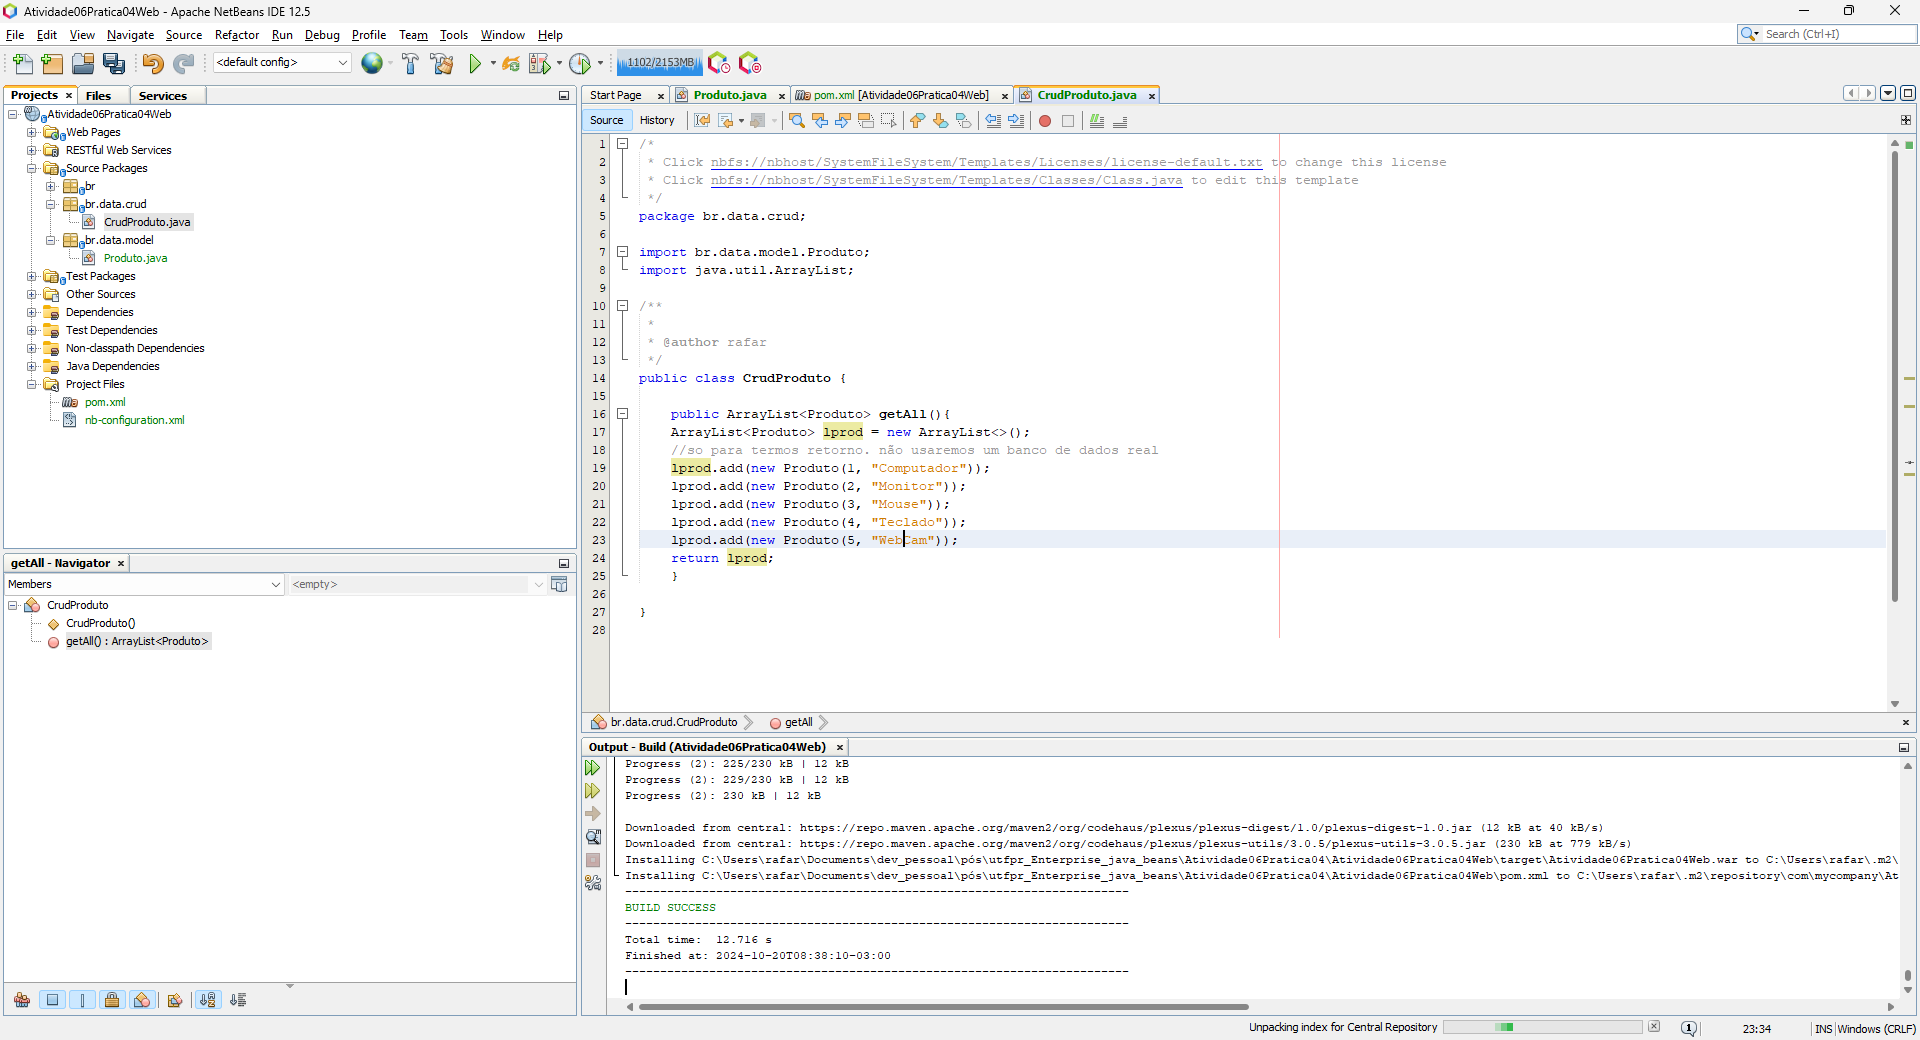 Atividade06Pratica04Web - Apache NetBeans IDE 12.5
File Edit View Navigate Source Refactor Run Debug Profile Team Tools Window Help
Search (Ctrl+I)
<default config>
1102/2153MB
Projects
Files
Services
Atividade06Pratica04Web
Web Pages
RESTful Web Services
Source Packages
br
br.data.crud
CrudProduto.java
br.data.model
Produto.java
Test Packages
Other Sources
Dependencies
Test Dependencies
Non-classpath Dependencies
Java Dependencies
Project Files
pom.xml
nb-configuration.xml
getAll - Navigator
Members
<empty>
CrudProduto
CrudProduto()
getAll() : ArrayList<Produto>
Start Page
Produto.java
pom.xml [Atividade06Pratica04Web]
CrudProduto.java
Source
History
1 /*
2 * Click nbfs://nbhost/SystemFileSystem/Templates/Licenses/license-default.txt to change this license
3 * Click nbfs://nbhost/SystemFileSystem/Templates/Classes/Class.java to edit this template
4 */
5 package br.data.crud;
6
7 import br.data.model.Produto;
8 import java.util.ArrayList;
9
10 /**
11 *
12 * @author rafar
13 */
14 public class CrudProduto {
15
16 public ArrayList<Produto> getAll(){
17 ArrayList<Produto> lprod = new ArrayList<>();
18 //so para termos retorno. não usaremos um banco de dados real
19 lprod.add(new Produto(1, "Computador"));
20 lprod.add(new Produto(2, "Monitor"));
21 lprod.add(new Produto(3, "Mouse"));
22 lprod.add(new Produto(4, "Teclado"));
23 lprod.add(new Produto(5, "WebCam"));
24 return lprod;
25 }
26
27 }
28
br.data.crud.CrudProduto
getAll
Output - Build (Atividade06Pratica04Web)
Progress (2): 225/230 kB | 12 kB
Progress (2): 229/230 kB | 12 kB
Progress (2): 230 kB | 12 kB
Downloaded from central: https://repo.maven.apache.org/maven2/org/codehaus/plexus/plexus-digest/1.0/plexus-digest-1.0.jar (12 kB at 40 kB/s)
Downloaded from central: https://repo.maven.apache.org/maven2/org/codehaus/plexus/plexus-utils/3.0.5/plexus-utils-3.0.5.jar (230 kB at 779 kB/s)
Installing C:\Users\rafar\Documents\dev_pessoal\pós\utfpr_Enterprise_java_beans\Atividade06Pratica04\Atividade06Pratica04Web\target\Atividade06Pratica04Web.war to C:\Users\rafar\.m2\
Installing C:\Users\rafar\Documents\dev_pessoal\pós\utfpr_Enterprise_java_beans\Atividade06Pratica04\Atividade06Pratica04Web\pom.xml to C:\Users\rafar\.m2\repository\com\mycompany\At
------------------------------------------------------------------------
BUILD SUCCESS
------------------------------------------------------------------------
Total time:  12.716 s
Finished at: 2024-10-20T08:38:10-03:00
------------------------------------------------------------------------
Unpacking index for Central Repository
1
23:34
INS
Windows (CRLF)